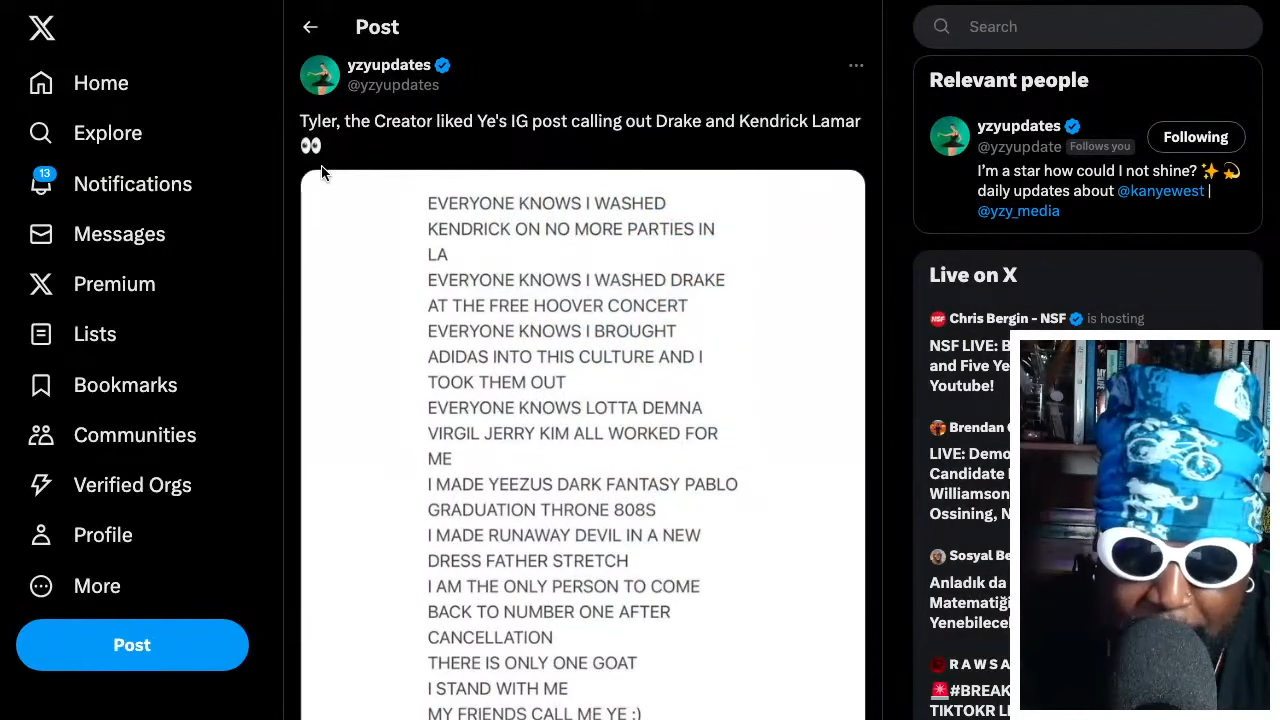 Home
Explore
13
Notifications
Messages
Premium
Lists
Bookmarks
Communities
Verified Orgs
Profile
More
Post
Post
yzyupdates
@yzyupdates
Tyler, the Creator liked Ye's IG post calling out Drake and Kendrick Lamar
👀
EVERYONE KNOWS I WASHED
KENDRICK ON NO MORE PARTIES IN
LA
EVERYONE KNOWS I WASHED DRAKE
AT THE FREE HOOVER CONCERT
EVERYONE KNOWS I BROUGHT
ADIDAS INTO THIS CULTURE AND I
TOOK THEM OUT
EVERYONE KNOWS LOTTA DEMNA
VIRGIL JERRY KIM ALL WORKED FOR
ME
I MADE YEEZUS DARK FANTASY PABLO
GRADUATION THRONE 808S
I MADE RUNAWAY DEVIL IN A NEW
DRESS FATHER STRETCH
I AM THE ONLY PERSON TO COME
BACK TO NUMBER ONE AFTER
CANCELLATION
THERE IS ONLY ONE GOAT
I STAND WITH ME
MY FRIENDS CALL ME YE :)
Search
Relevant people
yzyupdates
@yzyupdate Follows you
Following
I'm a star how could I not shine? ✨ 💫
daily updates about @kanyewest |
@yzy_media
Live on X
NSF Chris Bergin - NSF is hosting
NSF LIVE: B
and Five Ye
Youtube!
Brendan
LIVE: Demo
Candidate
Williamson
Ossining, N
Sosyal Be
Anladık da
Matematiği
Yenebilecel
R A W S A
🚨#BREAK
TIKTOKR LI